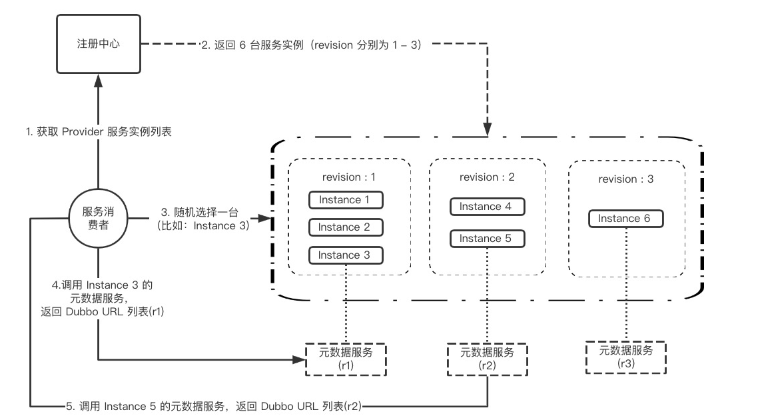 注册中心
2. 返回 6 台服务实例（revision 分别为 1 - 3）
1. 获取 Provider 服务实例列表
服务消
费者
3. 随机选择一台
(比如：Instance 3)
revision : 1
Instance 1
Instance 2
Instance 3
revision : 2
Instance 4
Instance 5
revision : 3
Instance 6
4.调用 Instance 3 的
元数据服务，
返回 Dubbo URL 列表(r1)
元数据服务
(r1)
元数据服务
(r2)
元数据服务
(r3)
5. 调用 Instance 5 的元数据服务，返回 Dubbo URL 列表(r2)